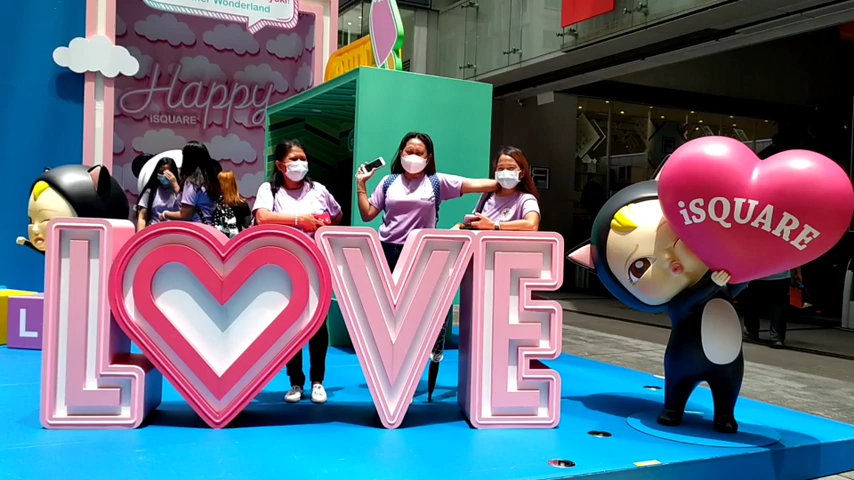 r Wonderland
Happy
iSQUARE
LOVE
iSQUARE
L